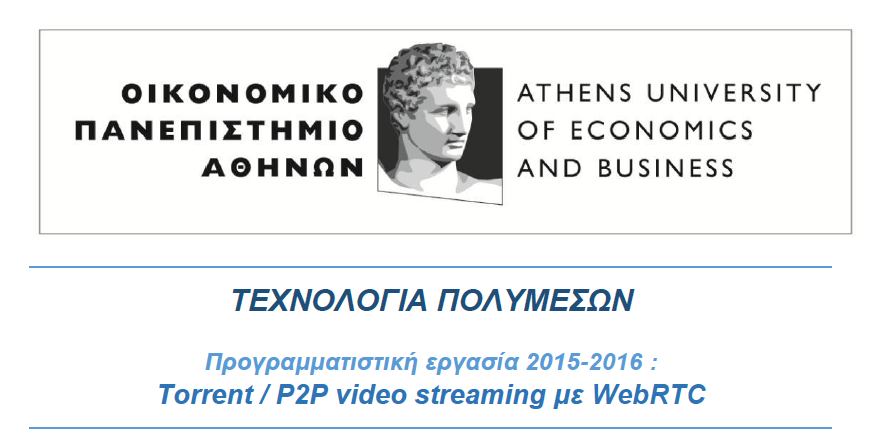 ΟΙΚΟΝΟΜΙΚΟ
ΠΑΝΕΠΙΣΤΗΜΙΟ
ΑΘΗΝΩΝ
ATHENS UNIVERSITY
OF ECONOMICS
AND BUSINESS
ΤΕΧΝΟΛΟΓΙΑ ΠΟΛΥΜΕΣΩΝ
Προγραμματιστική εργασία 2015-2016 :
Torrent / P2P video streaming με WebRTC